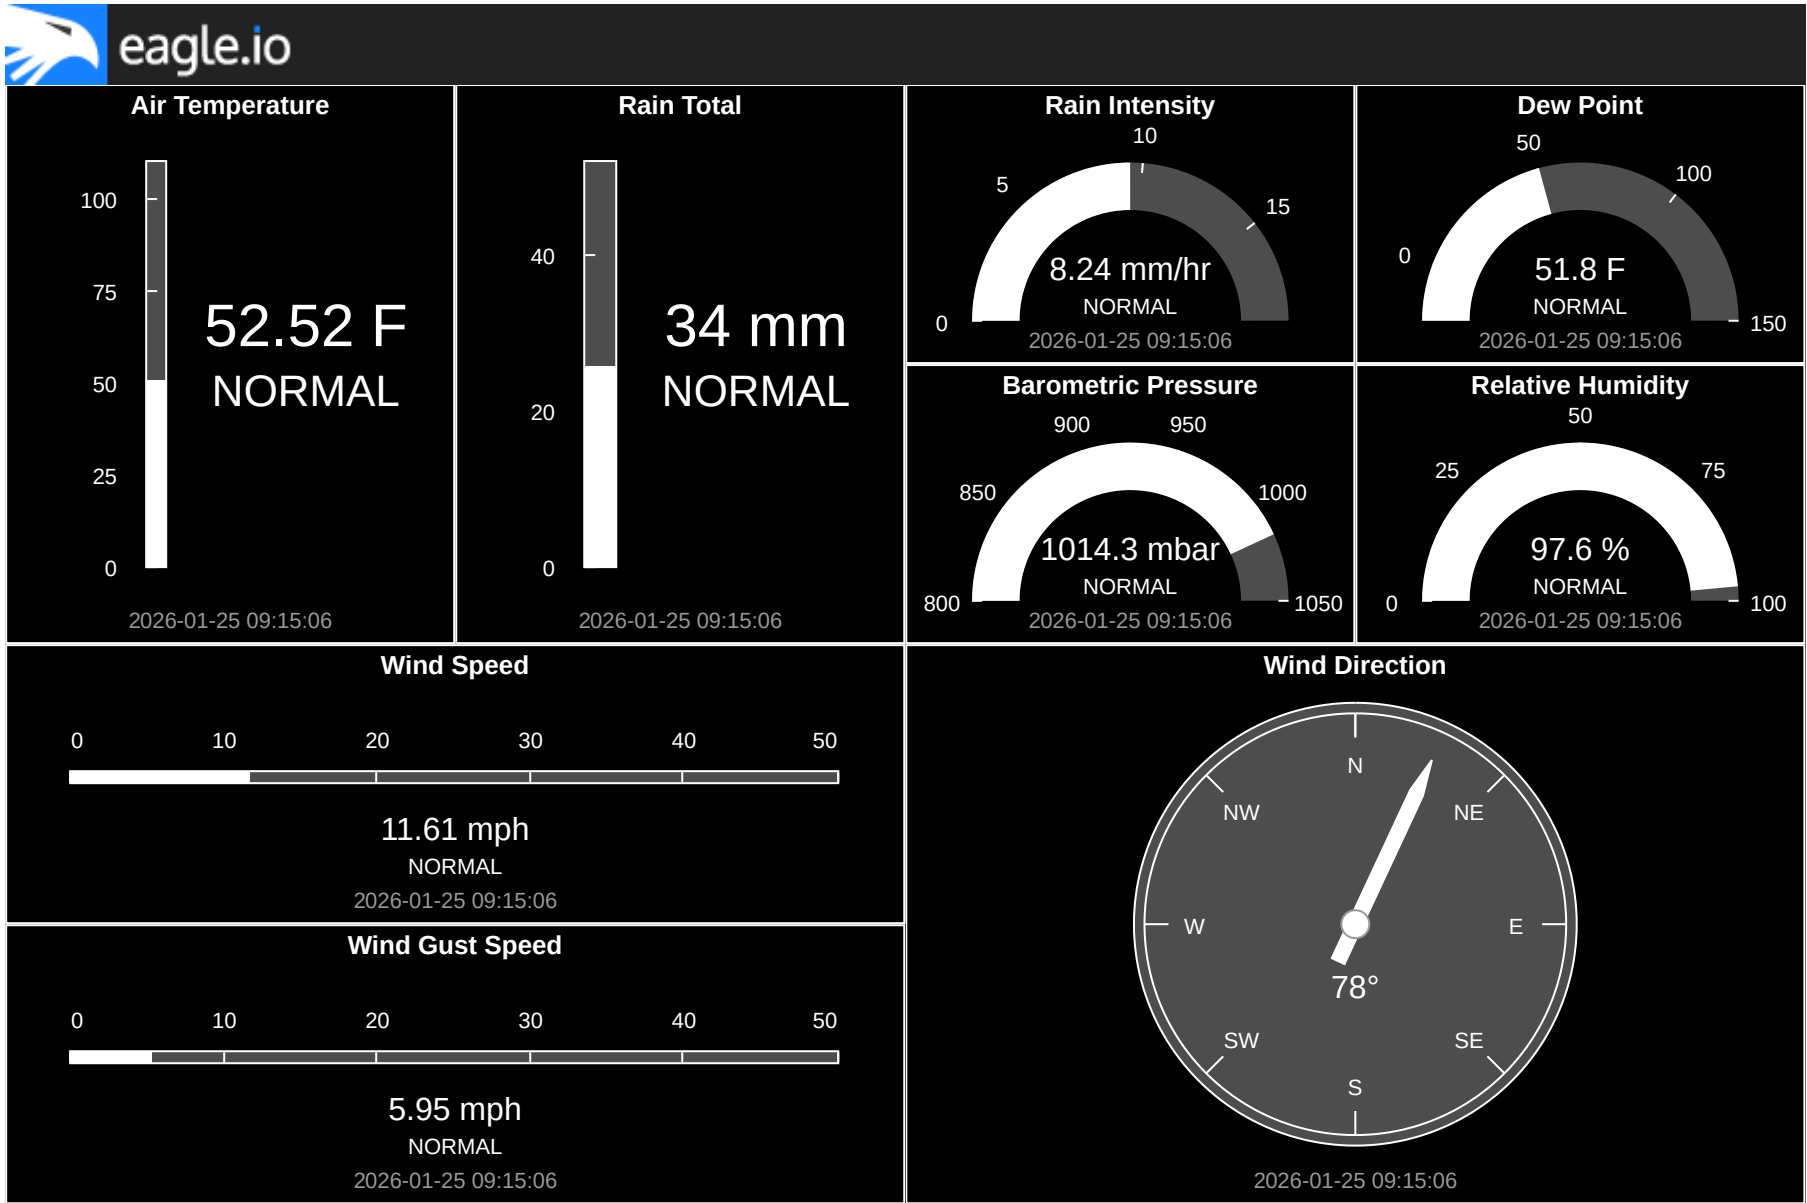 eagle.io
Air Temperature
100
75
50
25
0
52.52 F
NORMAL
2026-01-25 09:15:06
Rain Total
40
20
0
34 mm
NORMAL
2026-01-25 09:15:06
Rain Intensity
0
5
10
15
8.24 mm/hr
NORMAL
2026-01-25 09:15:06
Dew Point
0
50
100
150
51.8 F
NORMAL
2026-01-25 09:15:06
Barometric Pressure
800
850
900
950
1000
1050
1014.3 mbar
NORMAL
2026-01-25 09:15:06
Relative Humidity
0
25
50
75
100
97.6 %
NORMAL
2026-01-25 09:15:06
Wind Speed
0 10 20 30 40 50
11.61 mph
NORMAL
2026-01-25 09:15:06
Wind Gust Speed
0 10 20 30 40 50
5.95 mph
NORMAL
2026-01-25 09:15:06
Wind Direction
N
NE
E
SE
S
SW
W
NW
78°
2026-01-25 09:15:06